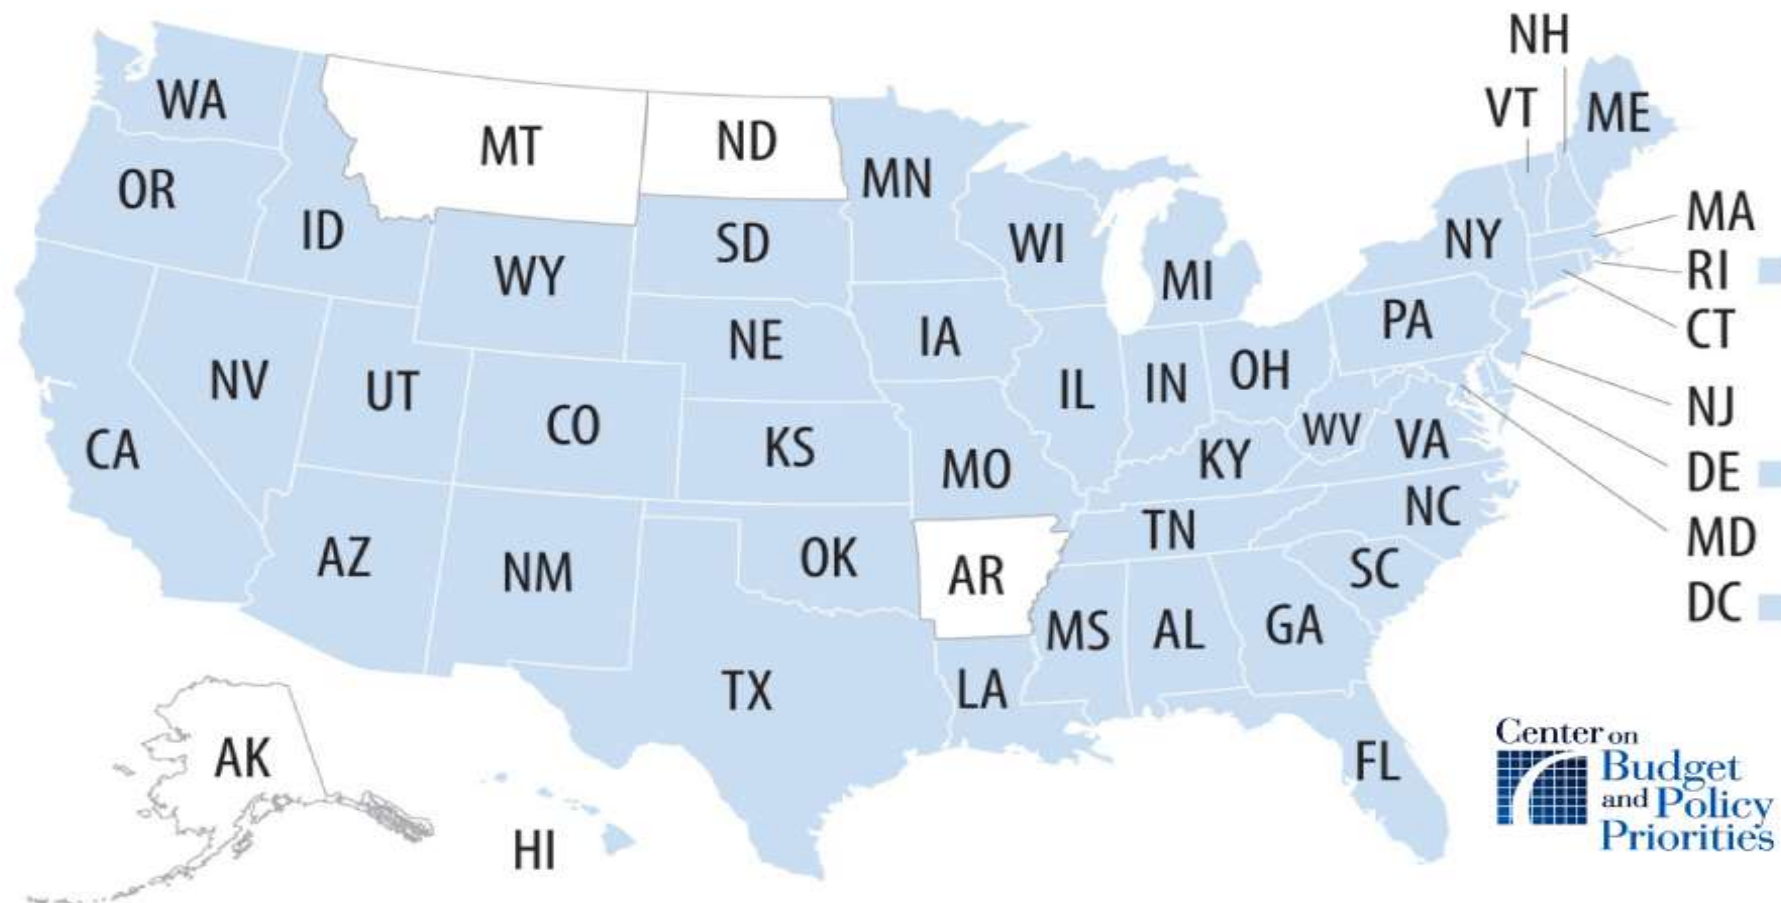 NH
VT
ME
WA
MT
ND
MN
OR
ID
SD
WI
MI
NY
MA
RI
WY
CT
PA
NE
IA
NV
UT
CO
IL
IN
OH
NJ
CA
KS
MO
KY
WV
VA
DE
NC
MD
AZ
NM
OK
AR
TN
SC
DC
MS
AL
GA
TX
LA
AK
HI
FL
Center on
Budget
and Policy
Priorities